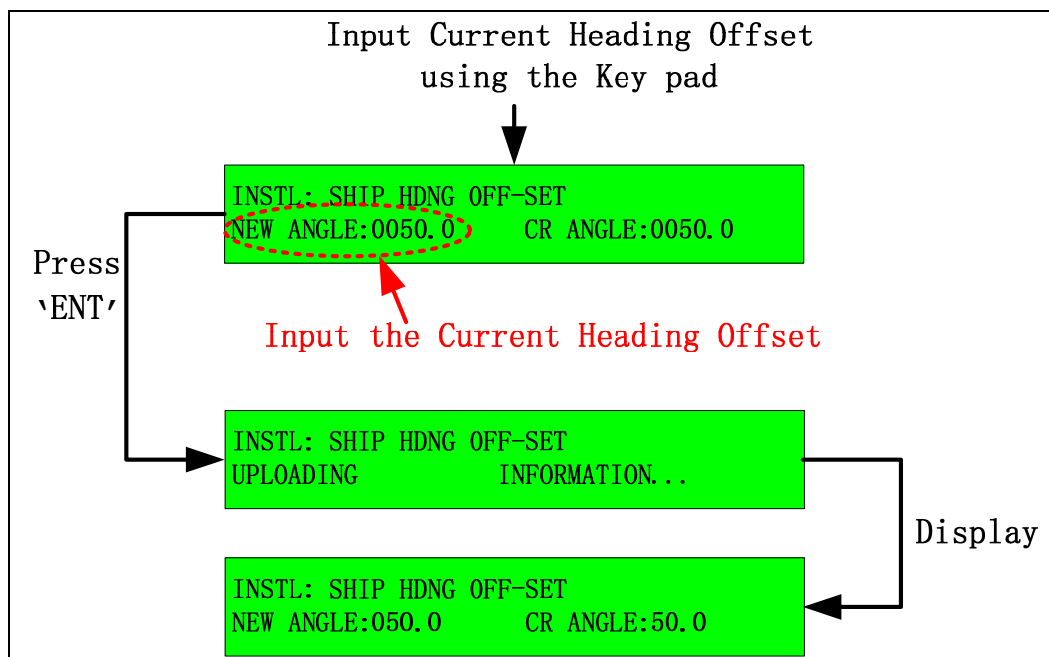 Input Current Heading Offset
using the Key pad
INSTL: SHIP HDNG OFF-SET
NEW ANGLE:0050.0 CR ANGLE:0050.0
Press
‵ENT′
Input the Current Heading Offset
INSTL: SHIP HDNG OFF-SET
UPLOADING INFORMATION...
Display
INSTL: SHIP HDNG OFF-SET
NEW ANGLE:050.0 CR ANGLE:50.0